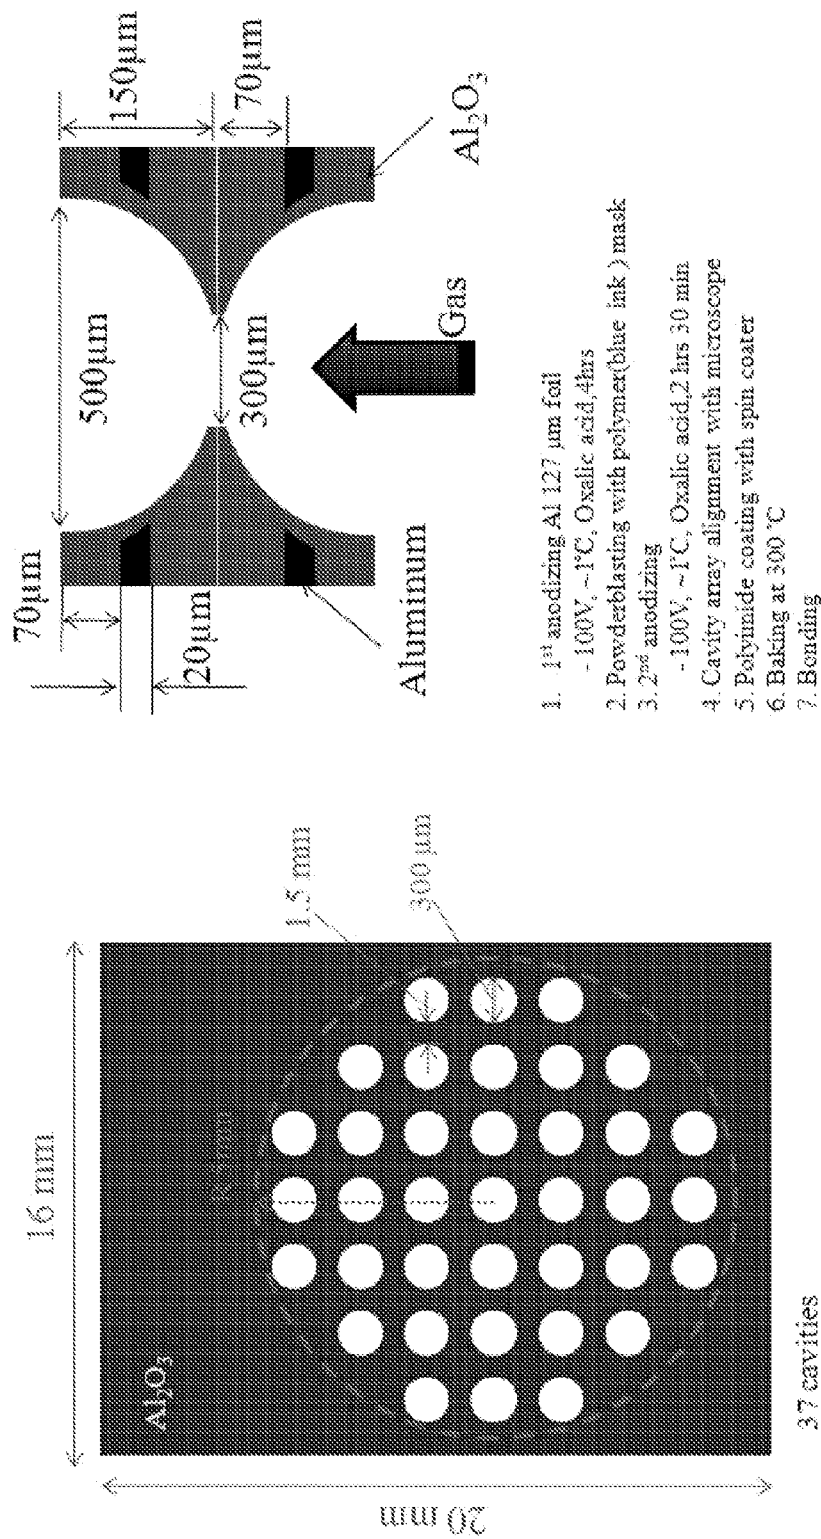 16 mm
20 mm
Al₂O₃
1.5 mm
300 µm
37 cavities
70µm
20µm
500µm
300µm
150µm
70µm
Al₂O₃
Aluminum
Gas
1. 1st anodizing Al 127 µm foil
- 100V, ~1°C, Oxalic acid,4hrs
2. Powderblasting with polymer(blue ink ) mask
3. 2nd anodizing
- 100V, ~1°C, Oxalic acid,2 hrs 30 min
4. Cavity array alignment with microscope
5. Polyimide coating with spin coater
6. Baking at 300 °C
7. Bonding